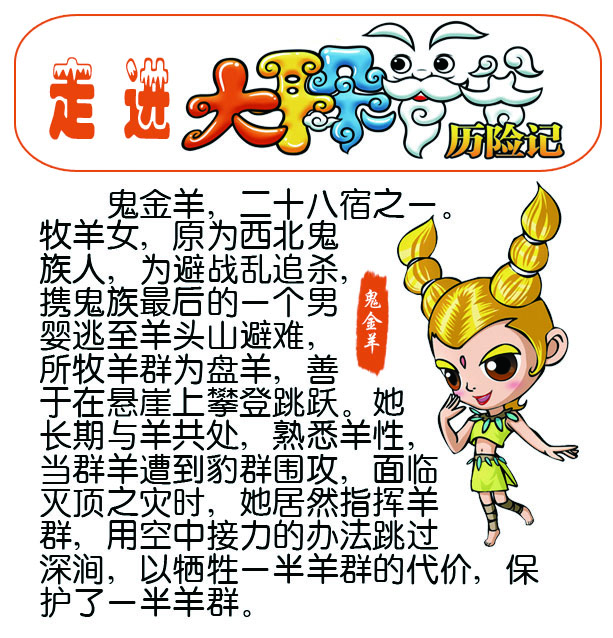 走进大踩爷爷历险记
鬼金羊，二十八宿之一。
牧羊女，原为西北鬼
族人，为避战乱追杀，
携鬼族最后的一个男
婴逃至羊头山避难，
所牧羊群为盘羊，善
于在悬崖上攀登跳跃。她
长期与羊共处，熟悉羊性，
当群羊遭到豹群围攻，面临
灭顶之灾时，她居然指挥羊
群，用空中接力的办法跳过
深涧，以牺牲一半羊群的代价，保
护了一半羊群。
鬼金羊